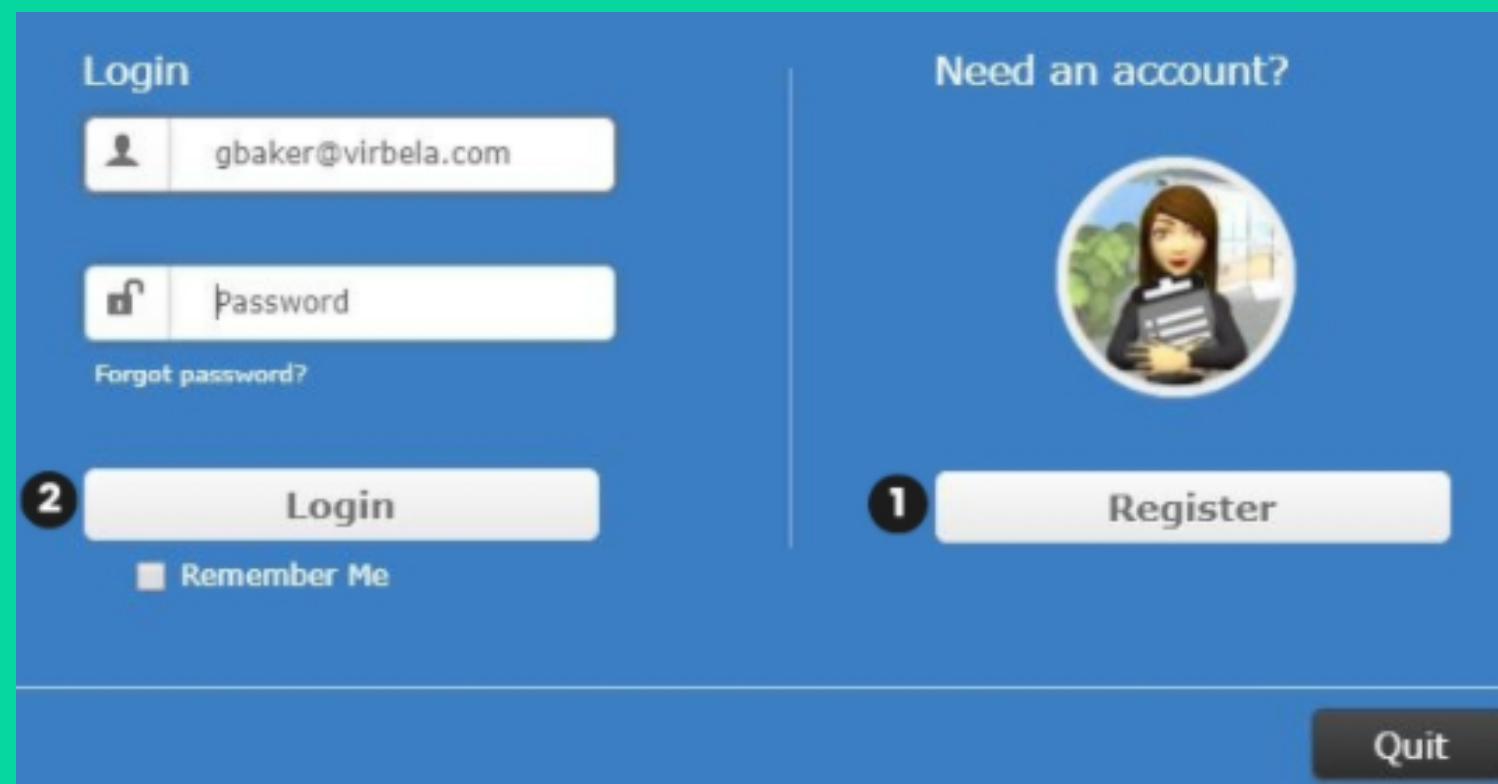 Login
gbaker@virbela.com
Password
Forgot password?
2
Login
Remember Me
Need an account?
1
Register
Quit